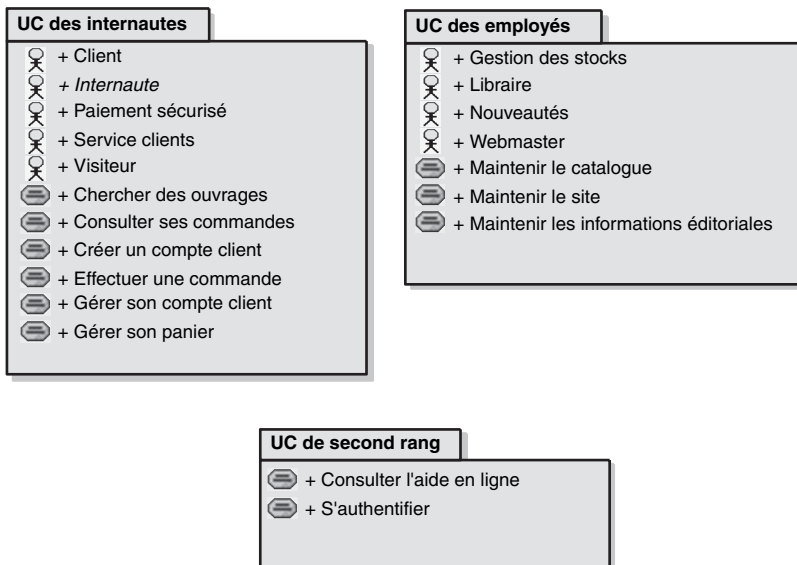 UC des internautes
+ Client
+ Internaute
+ Paiement sécurisé
+ Service clients
+ Visiteur
+ Chercher des ouvrages
+ Consulter ses commandes
+ Créer un compte client
+ Effectuer une commande
+ Gérer son compte client
+ Gérer son panier
UC des employés
+ Gestion des stocks
+ Libraire
+ Nouveautés
+ Webmaster
+ Maintenir le catalogue
+ Maintenir le site
+ Maintenir les informations éditoriales
UC de second rang
+ Consulter l'aide en ligne
+ S'authentifier